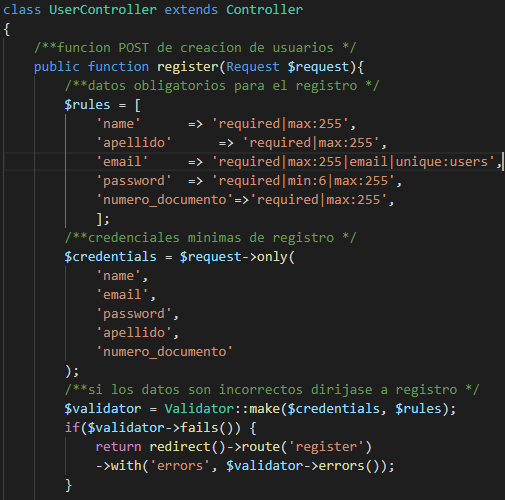 class UserController extends Controller
{
/**funcion POST de creacion de usuarios */
public function register(Request $request){
/**datos obligatorios para el registro */
$rules = [
'name' => 'required|max:255',
'apellido' => 'required|max:255',
'email' => 'required|max:255|email|unique:users',
'password' => 'required|min:6|max:255',
'numero_documento'=>'required|max:255',
];
/**credenciales minimas de registro */
$credentials = $request->only(
'name',
'email',
'password',
'apellido',
'numero_documento'
);
/**si los datos son incorrectos dirijase a registro */
$validator = Validator::make($credentials, $rules);
if($validator->fails()) {
return redirect()->route('register')
->with('errors', $validator->errors());
}